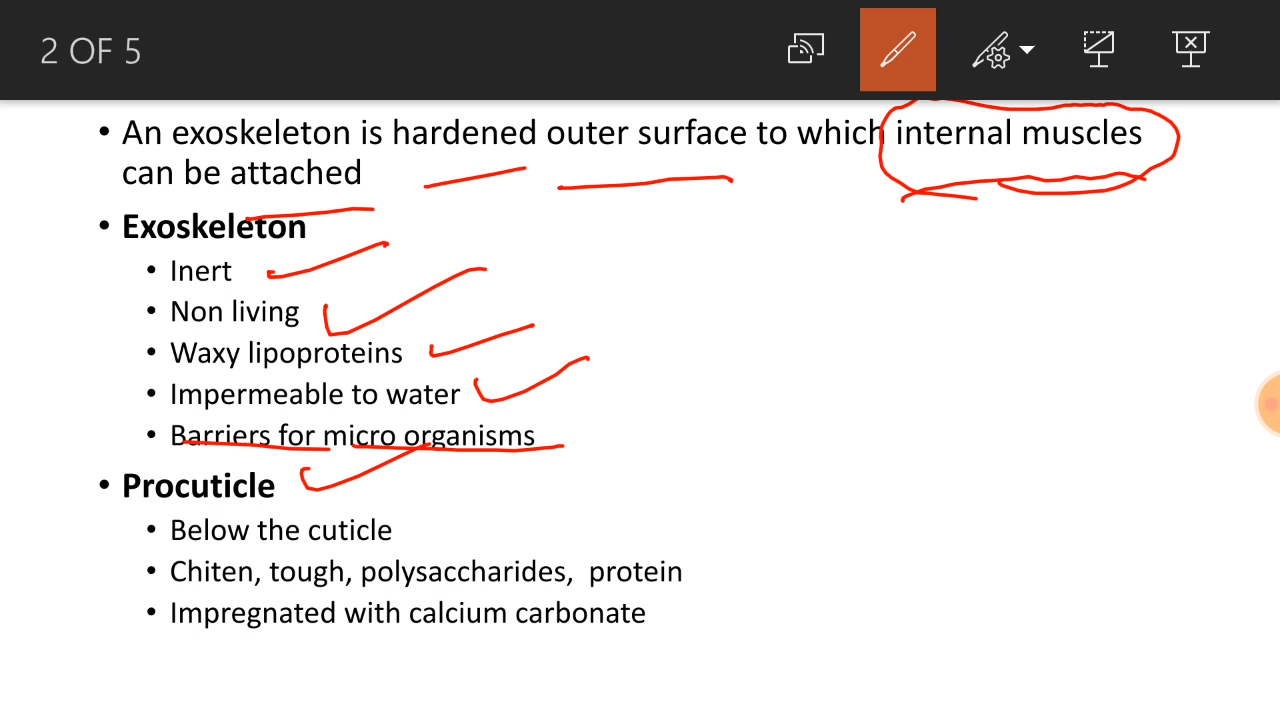 2 OF 5
• An exoskeleton is hardened outer surface to which internal muscles
can be attached
• Exoskeleton
• Inert
• Non living
• Waxy lipoproteins
• Impermeable to water
• Barriers for micro organisms
• Procuticle
• Below the cuticle
• Chiten, tough, polysaccharides, protein
• Impregnated with calcium carbonate